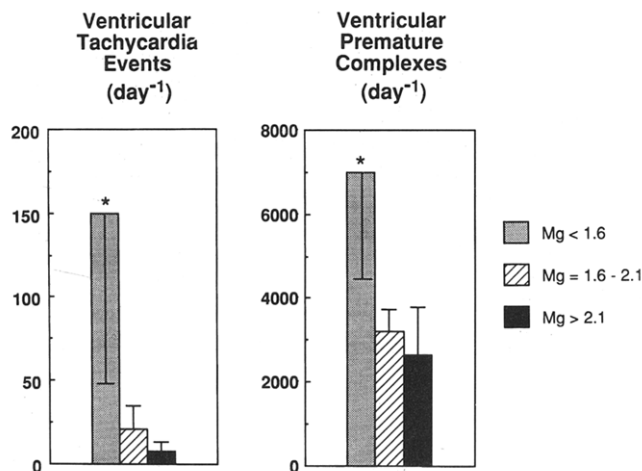 Ventricular
Tachycardia
Events
(day⁻¹)
200
150
100
50
0
*
Ventricular
Premature
Complexes
(day⁻¹)
8000
6000
4000
2000
0
*
Mg < 1.6
Mg = 1.6 - 2.1
Mg > 2.1